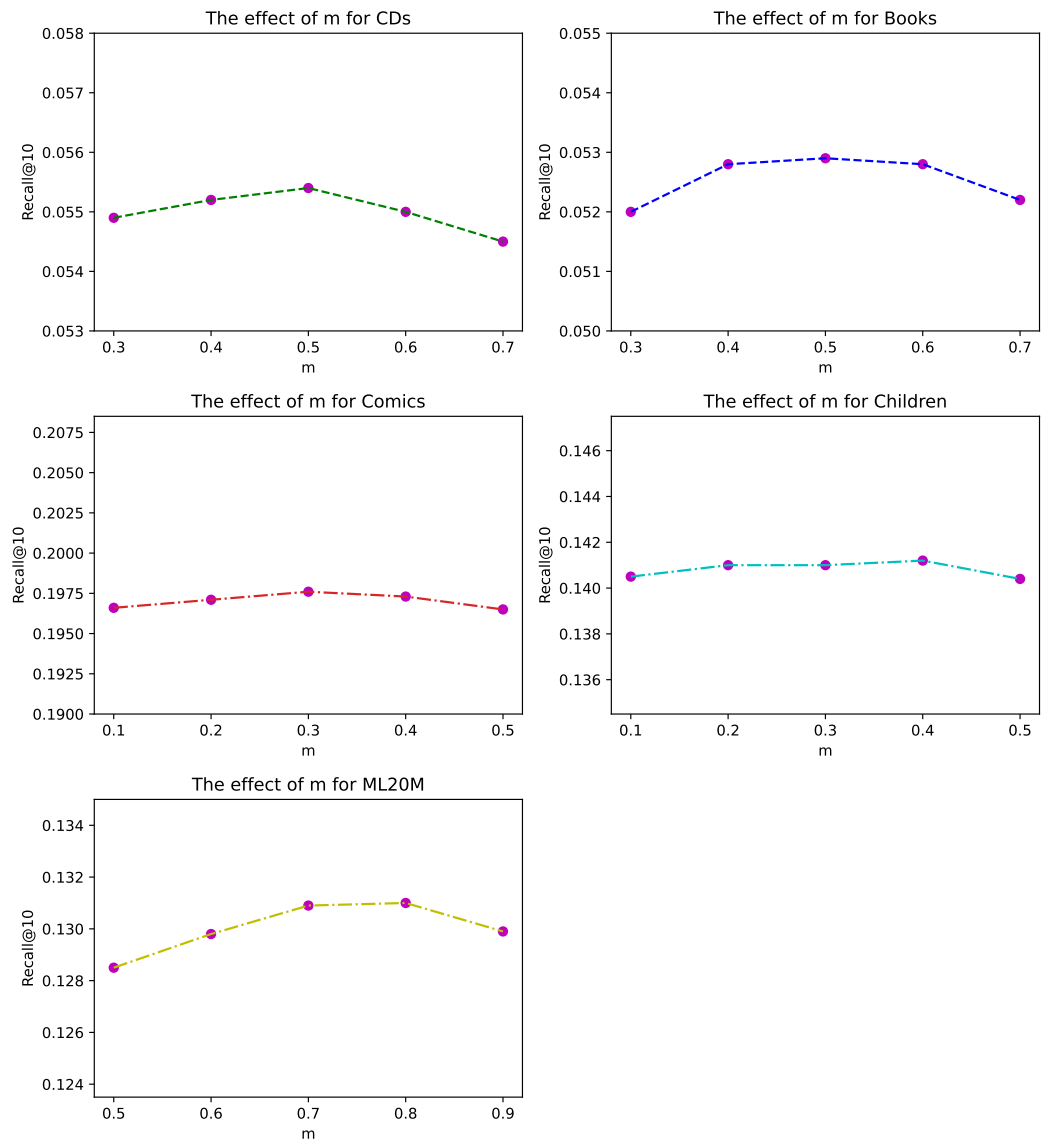 The effect of m for CDs
0.058
0.057
0.056
0.055
0.054
0.053
Recall@10
0.3 0.4 0.5 0.6 0.7
m
The effect of m for Books
0.055
0.054
0.053
0.052
0.051
0.050
Recall@10
0.3 0.4 0.5 0.6 0.7
m
The effect of m for Comics
0.2075
0.2050
0.2025
0.2000
0.1975
0.1950
0.1925
0.1900
Recall@10
0.1 0.2 0.3 0.4 0.5
m
The effect of m for Children
0.146
0.144
0.142
0.140
0.138
0.136
Recall@10
0.1 0.2 0.3 0.4 0.5
m
The effect of m for ML20M
0.134
0.132
0.130
0.128
0.126
0.124
Recall@10
0.5 0.6 0.7 0.8 0.9
m